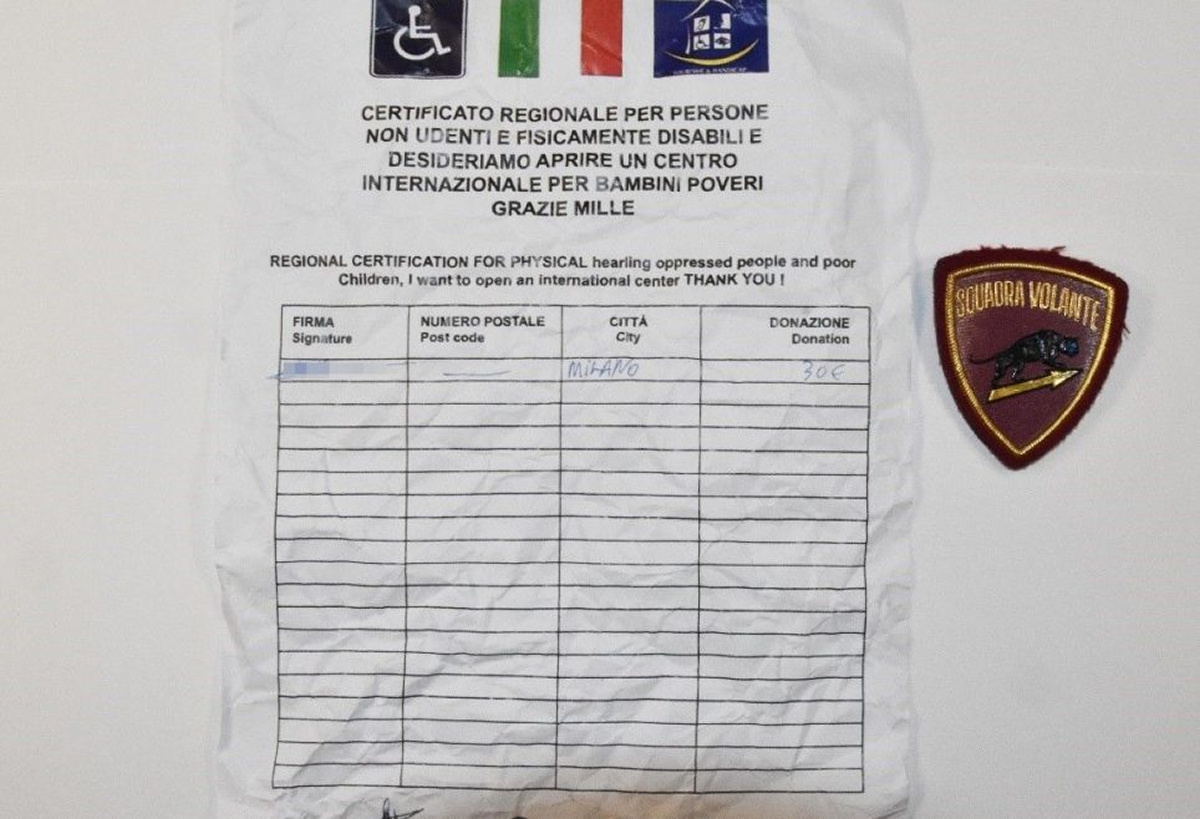 CERTIFICATO REGIONALE PER PERSONE
NON UDENTI E FISICAMENTE DISABILI E
DESIDERIAMO APRIRE UN CENTRO
INTERNAZIONALE PER BAMBINI POVERI
GRAZIE MILLE
REGIONAL CERTIFICATION FOR PHYSICAL hearling oppressed people and poor
Children, I want to open an international center THANK YOU !
FIRMA NUMERO POSTALE CITTÀ DONAZIONE
Signature Post code City Donation
MILANO 30€
SQUADRA VOLANTE